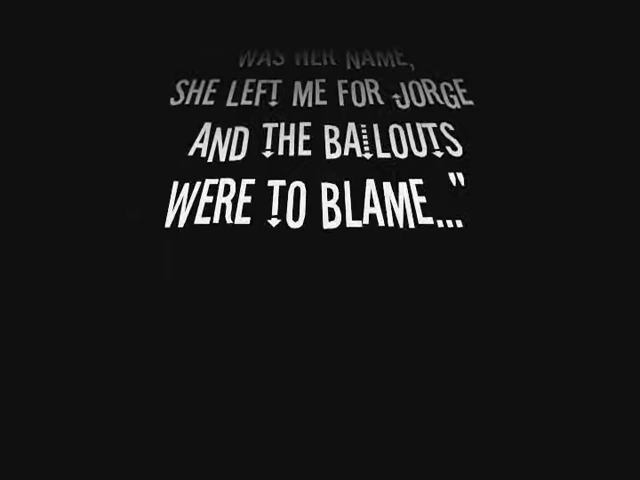 WAS HER NAME,
SHE LEFT ME FOR JORGE
AND THE BAILOUTS
WERE TO BLAME..."